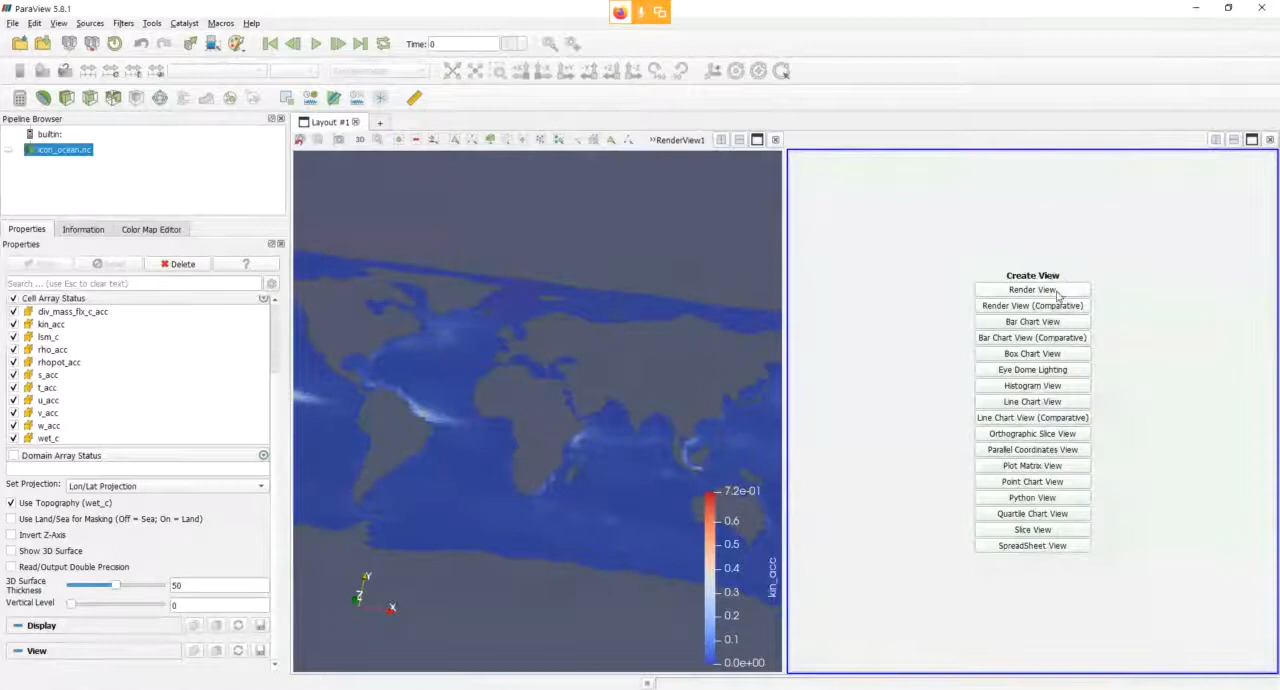 ParaView 5.8.1
File Edit View Sources Filters Tools Catalyst Macros Help
Time: 0
Pipeline Browser
builtin:
icon_ocean.nc
Layout #1
+
3D
»RenderView1
Properties Information Color Map Editor
Properties
Delete
?
Search ... (use Esc to clear text)
Cell Array Status
div_mass_flx_c_acc
kin_acc
lsm_c
rho_acc
rhopot_acc
s_acc
t_acc
u_acc
v_acc
w_acc
wet_c
Domain Array Status
Set Projection: Lon/Lat Projection
Use Topography (wet_c)
Use Land/Sea for Masking (Off = Sea; On = Land)
Invert Z-Axis
Show 3D Surface
Read/Output Double Precision
3D Surface
Thickness 50
Vertical Level 0
Display
View
7.2e-01
0.6
0.5
0.4
0.3
0.2
0.1
0.0e+00
kin_acc
Y
Z
X
Create View
Render View
Render View (Comparative)
Bar Chart View
Bar Chart View (Comparative)
Box Chart View
Eye Dome Lighting
Histogram View
Line Chart View
Line Chart View (Comparative)
Orthographic Slice View
Parallel Coordinates View
Plot Matrix View
Point Chart View
Python View
Quartile Chart View
Slice View
SpreadSheet View